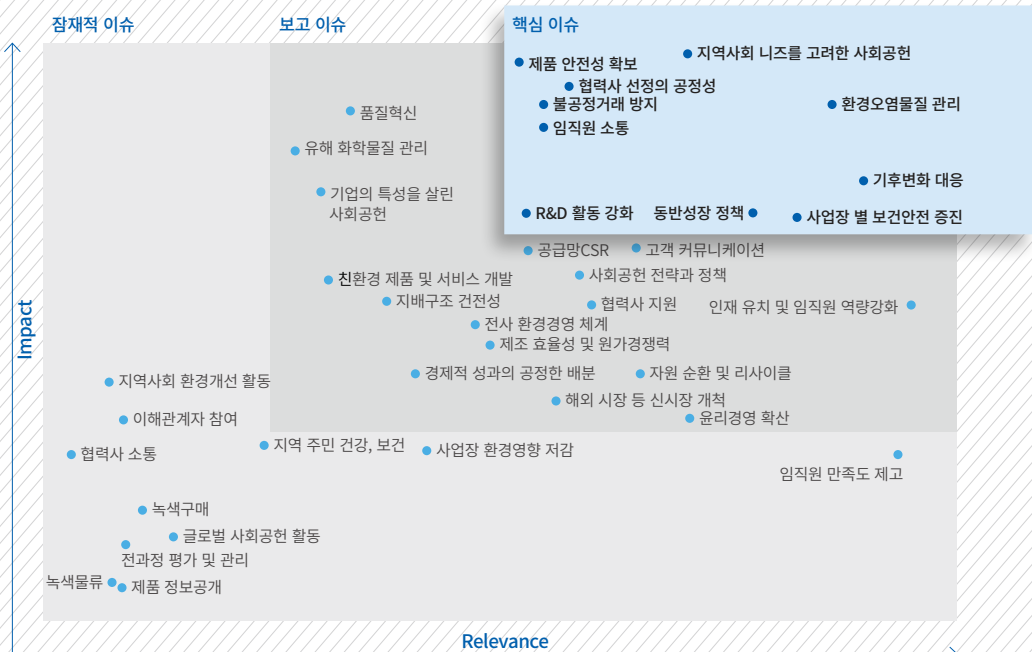 잠재적 이슈
보고 이슈
핵심 이슈
지역사회 니즈를 고려한 사회공헌
제품 안전성 확보
협력사 선정의 공정성
불공정거래 방지
환경오염물질 관리
임직원 소통
기후변화 대응
R&D 활동 강화
동반성장 정책
사업장 별 보건안전 증진
품질혁신
유해 화학물질 관리
기업의 특성을 살린
사회공헌
공급망CSR
고객 커뮤니케이션
친환경 제품 및 서비스 개발
사회공헌 전략과 정책
지배구조 건전성
협력사 지원
인재 유치 및 임직원 역량강화
전사 환경경영 체계
제조 효율성 및 원가경쟁력
경제적 성과의 공정한 배분
자원 순환 및 리사이클
해외 시장 등 신시장 개척
윤리경영 확산
지역사회 환경개선 활동
이해관계자 참여
협력사 소통
지역 주민 건강, 보건
사업장 환경영향 저감
임직원 만족도 제고
녹색구매
글로벌 사회공헌 활동
전과정 평가 및 관리
녹색물류
제품 정보공개
Impact
Relevance